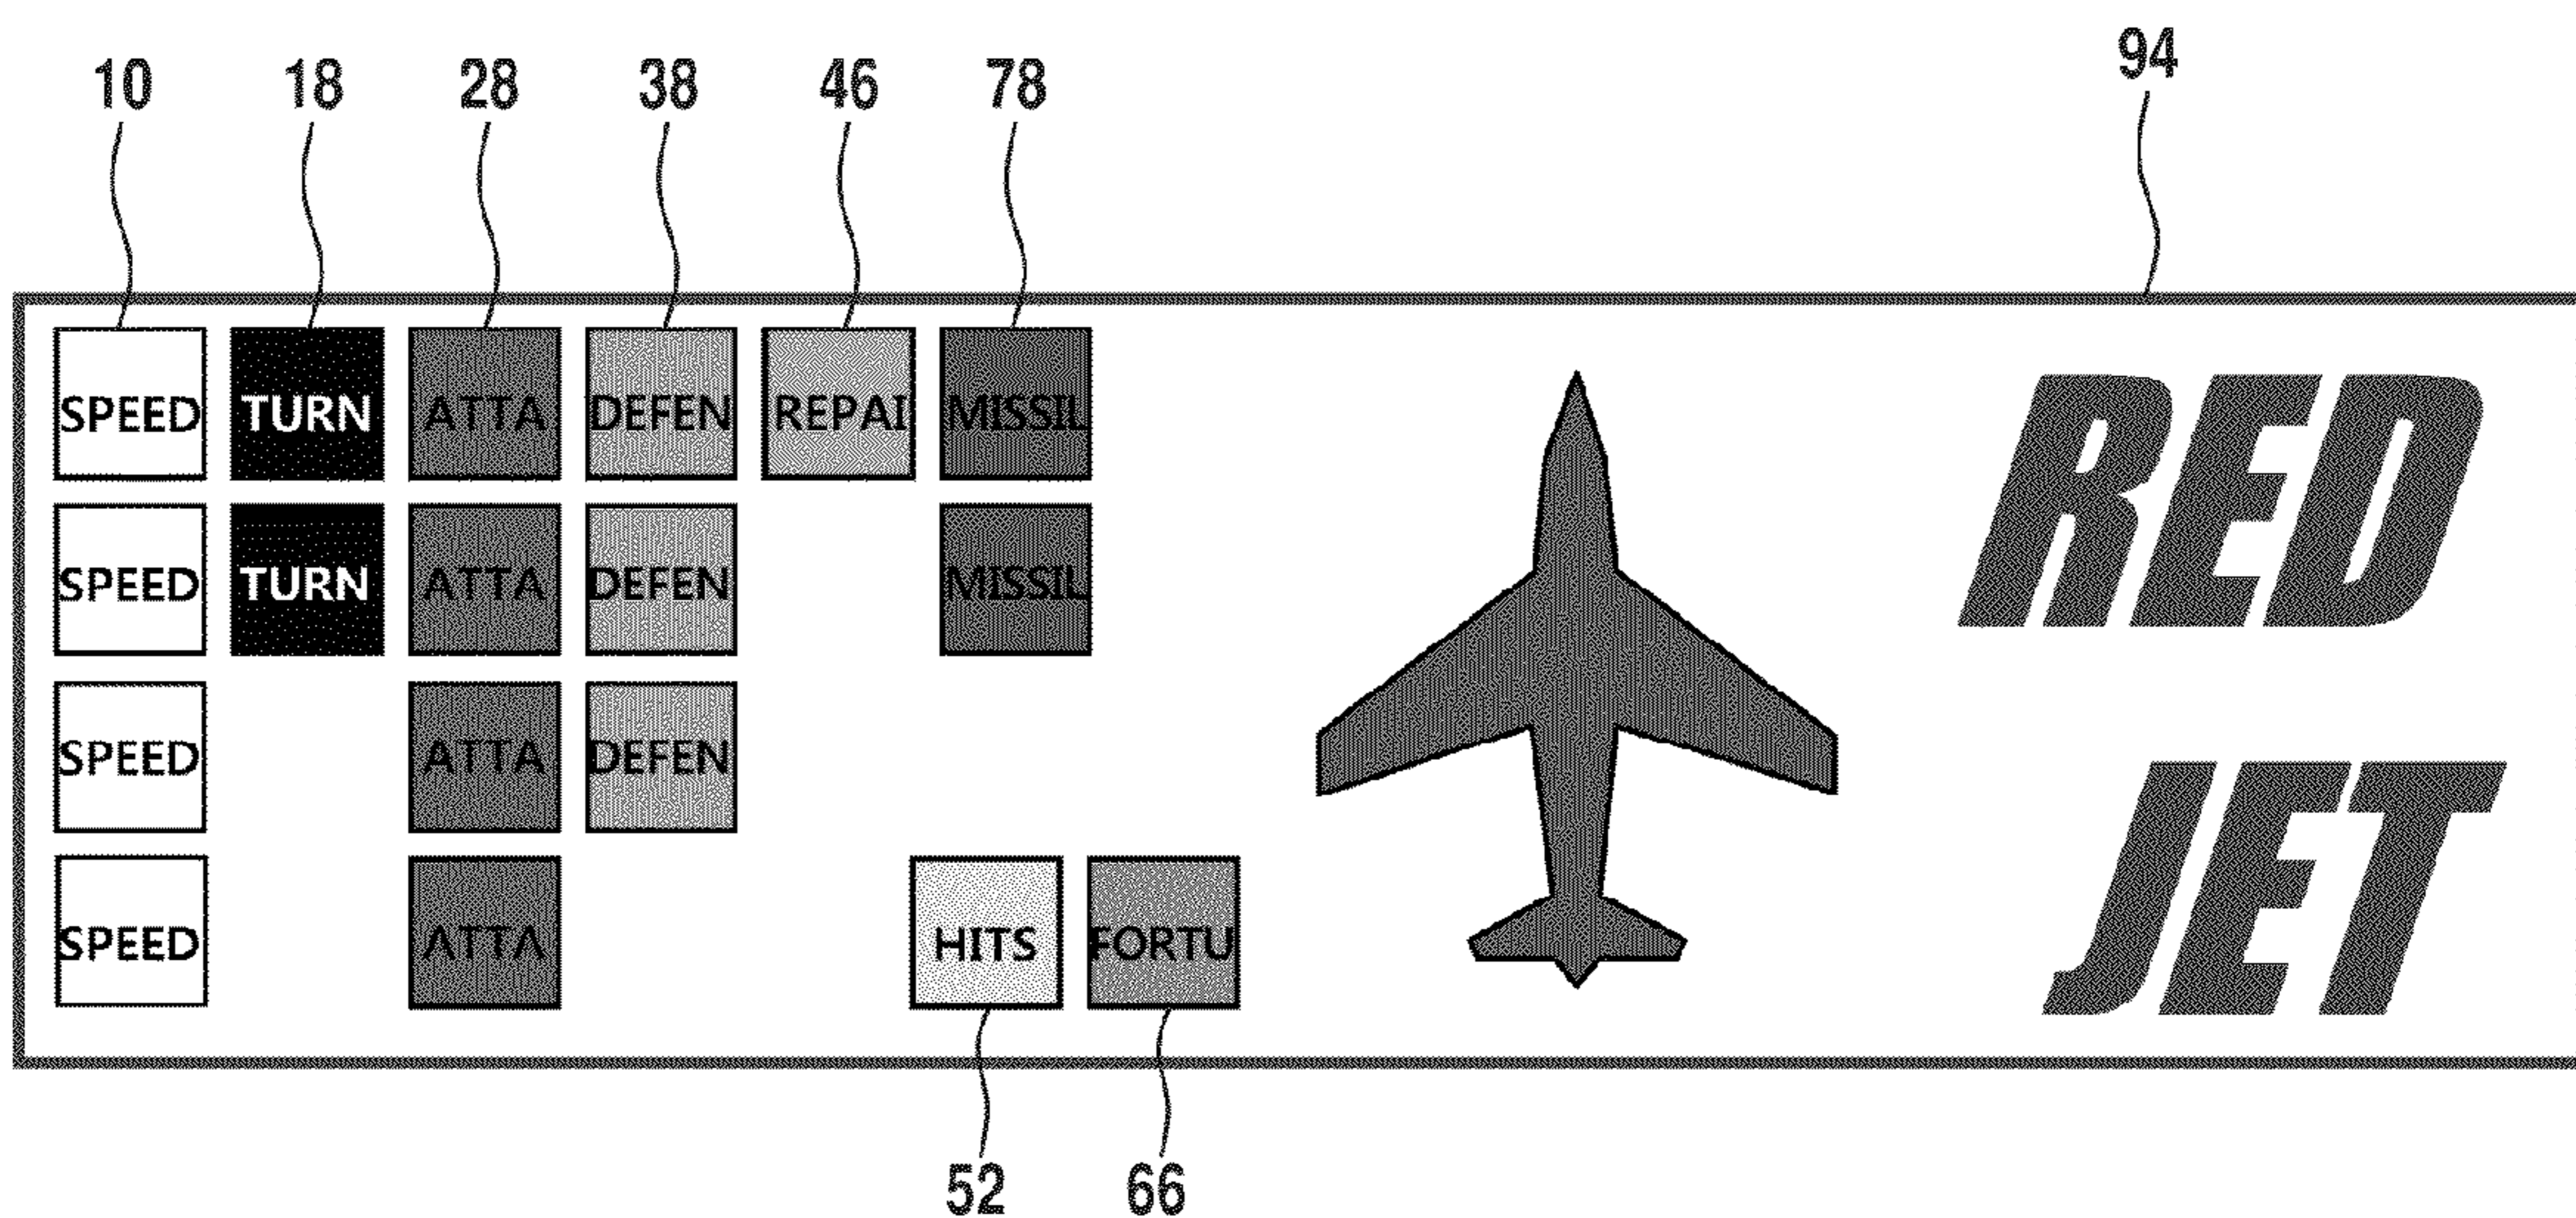 10 18 28 38 46 78 94
SPEED TURN ATTA DEFEN REPAI MISSIL
RED
SPEED TURN ATTA DEFEN MISSIL
SPEED ATTA DEFEN
JET
SPEED ATTA HITS FORTU
52 66